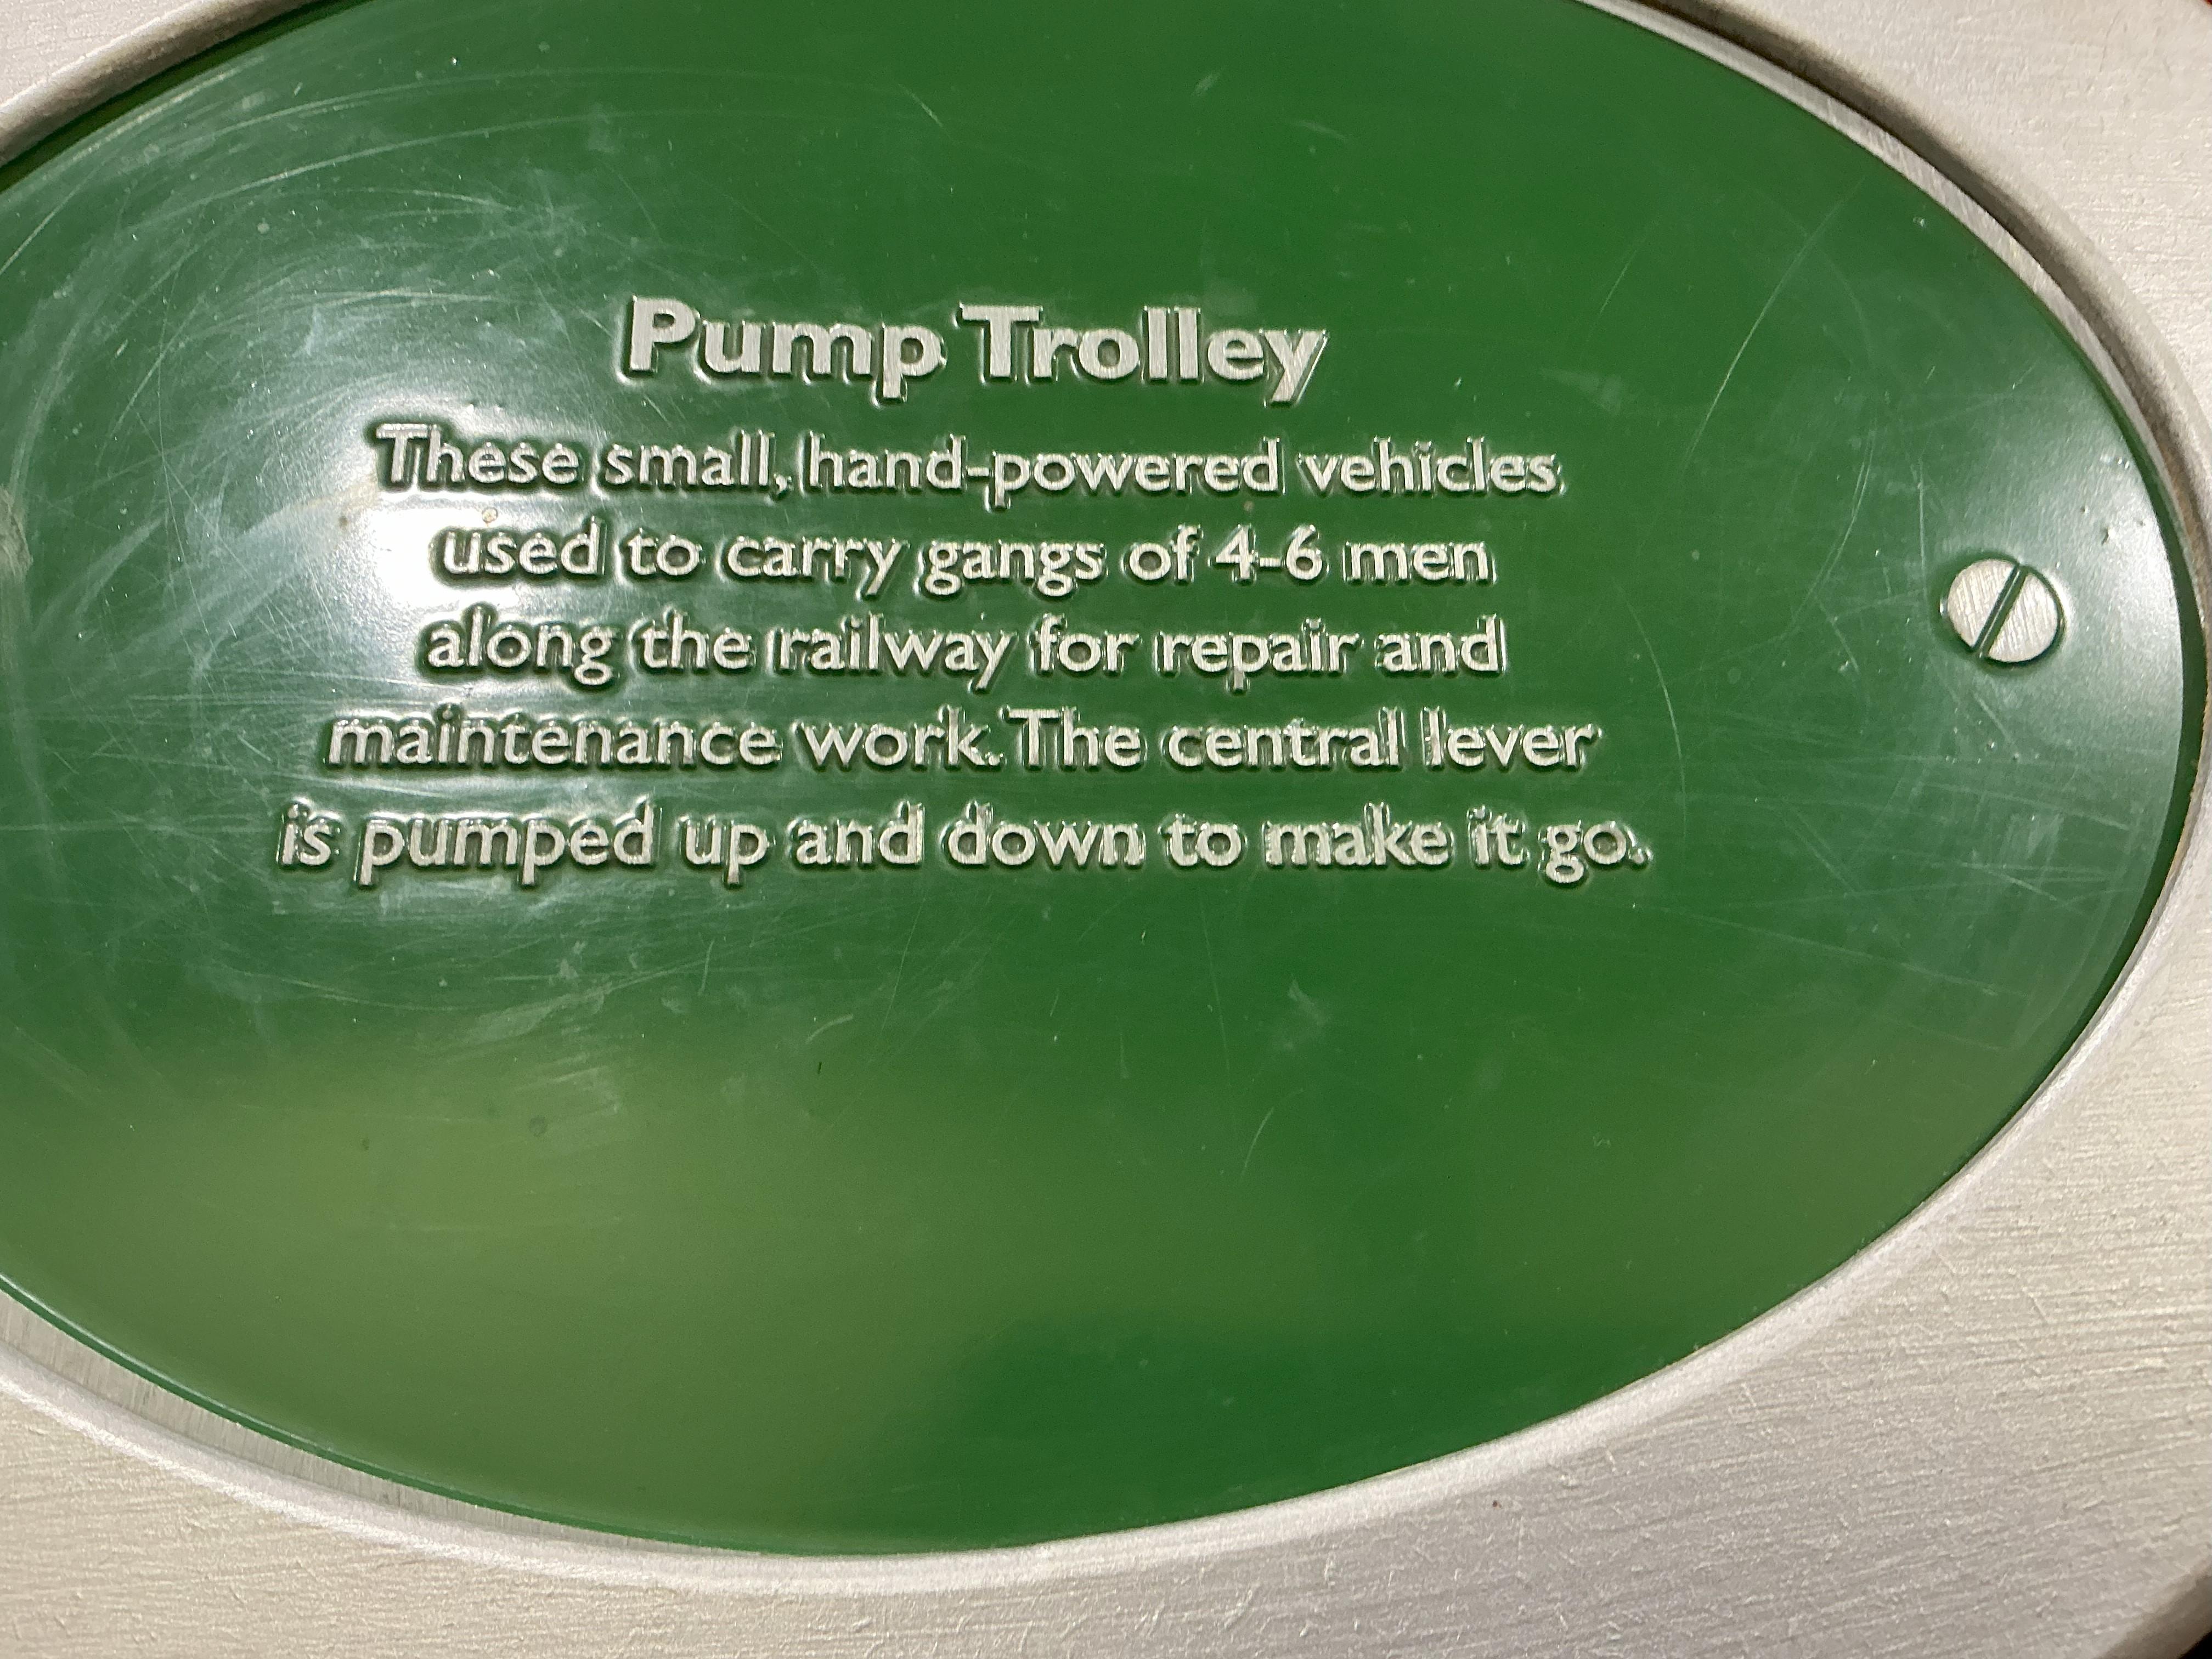 Pump Trolley
These small, hand-powered vehicles
used to carry gangs of 4-6 men
along the railway for repair and
maintenance work. The central lever
is pumped up and down to make it go.